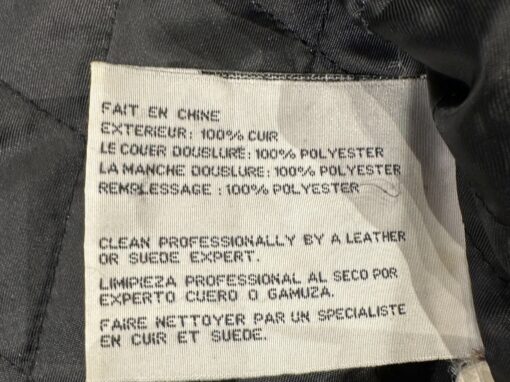 FAIT EN CHINE
EXTERIEUR: 100% CUIR
LE COUER DOUBLURE: 100% POLYESTER
LA MANCHE DOUBLURE: 100% POLYESTER
REMPLESSAGE : 100% POLYESTER
CLEAN PROFESSIONALLY BY A LEATHER
OR SUEDE EXPERT.
LIMIPIEZA PROFESSIONAL AL SECO POR
EXPERTO CUERO O GAMUZA.
FAIRE NETTOYER PAR UN SPECIALISTE
EN CUIR ET SUEDE.